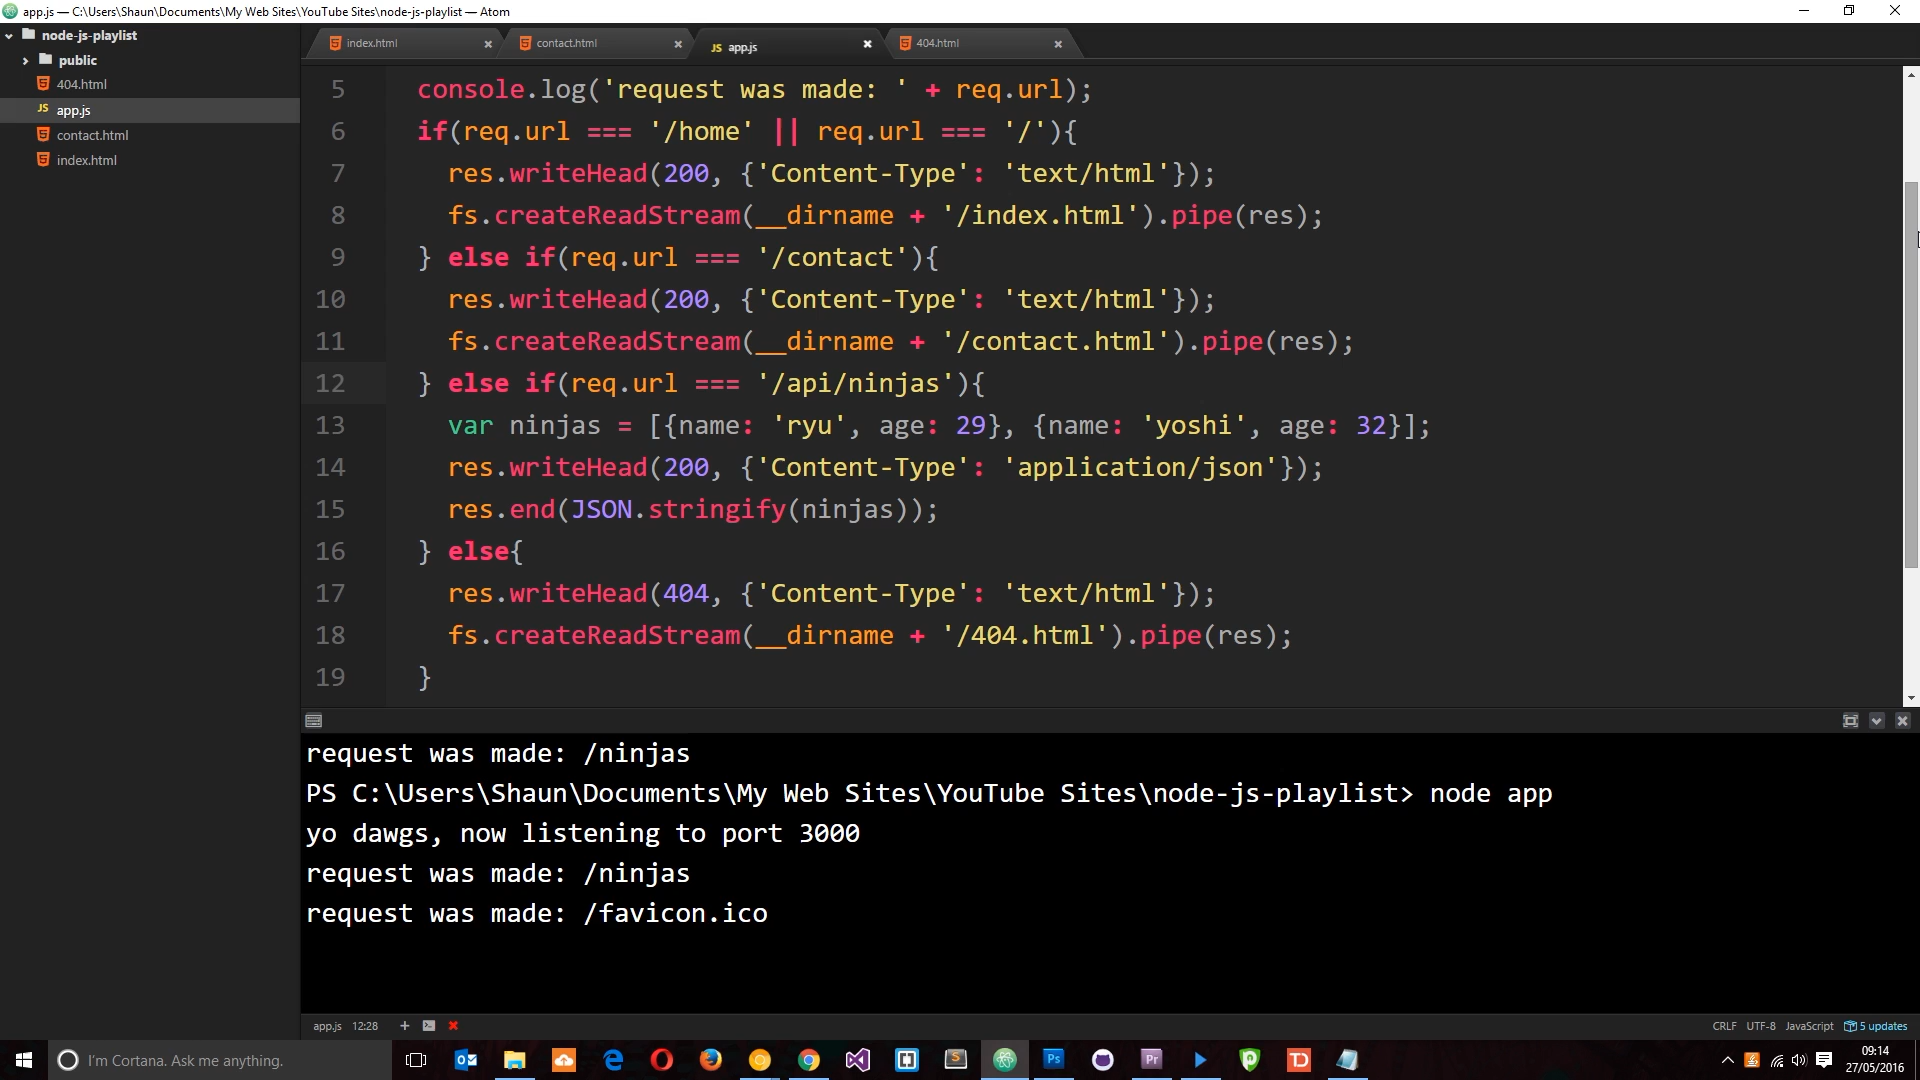 app.js — C:\Users\Shaun\Documents\My Web Sites\YouTube Sites\node-js-playlist — Atom
node-js-playlist
public
404.html
app.js
contact.html
index.html
index.html
contact.html
JS app.js
404.html
5 console.log('request was made: ' + req.url);
6 if(req.url === '/home' || req.url === '/'){
7 res.writeHead(200, {'Content-Type': 'text/html'});
8 fs.createReadStream(__dirname + '/index.html').pipe(res);
9 } else if(req.url === '/contact'){
10 res.writeHead(200, {'Content-Type': 'text/html'});
11 fs.createReadStream(__dirname + '/contact.html').pipe(res);
12 } else if(req.url === '/api/ninjas'){
13 var ninjas = [{name: 'ryu', age: 29}, {name: 'yoshi', age: 32}];
14 res.writeHead(200, {'Content-Type': 'application/json'});
15 res.end(JSON.stringify(ninjas));
16 } else{
17 res.writeHead(404, {'Content-Type': 'text/html'});
18 fs.createReadStream(__dirname + '/404.html').pipe(res);
19 }
request was made: /ninjas
PS C:\Users\Shaun\Documents\My Web Sites\YouTube Sites\node-js-playlist> node app
yo dawgs, now listening to port 3000
request was made: /ninjas
request was made: /favicon.ico
app.js 12:28
CRLF UTF-8 JavaScript 5 updates
I'm Cortana. Ask me anything.
09:14
27/05/2016